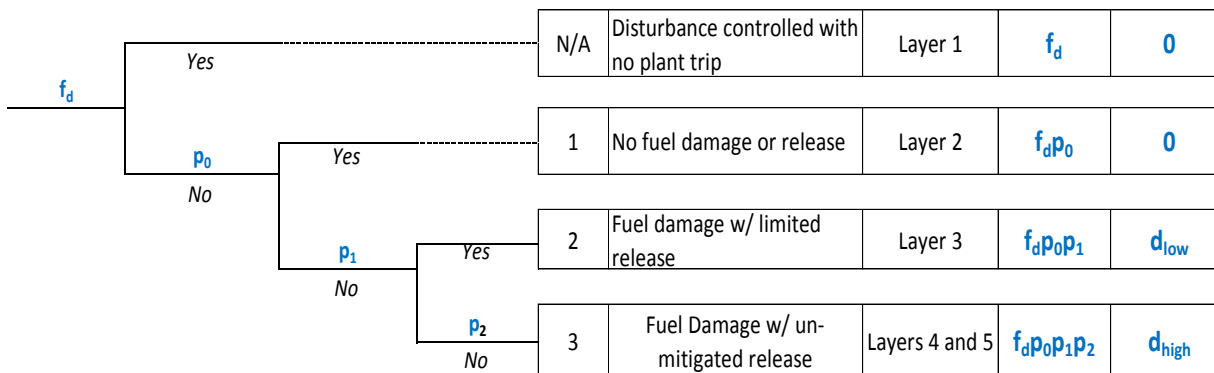 f_d
Yes
N/A
Disturbance controlled with
no plant trip
Layer 1
f_d
0
p_0
No
Yes
1
No fuel damage or release
Layer 2
f_dp_0
0
p_1
No
Yes
2
Fuel damage w/ limited
release
Layer 3
f_dp_0p_1
d_low
p_2
No
3
Fuel Damage w/ un-
mitigated release
Layers 4 and 5
f_dp_0p_1p_2
d_high